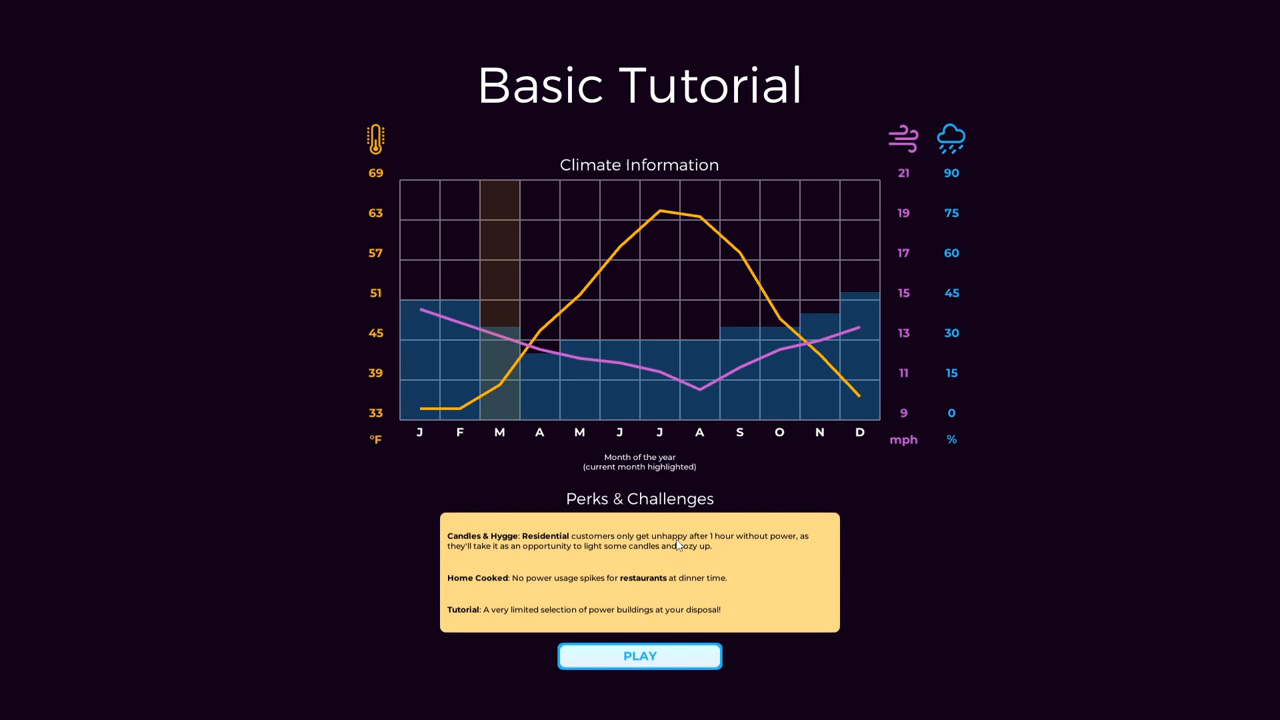 Basic Tutorial
Climate Information
69
63
57
51
45
39
33
°F
21
19
17
15
13
11
9
mph
90
75
60
45
30
15
0
%
J F M A M J J A S O N D
Month of the year
(current month highlighted)
Perks & Challenges
Candles & Hygge: Residential customers only get unhappy after 1 hour without power, as
they'll take it as an opportunity to light some candles and cozy up.
Home Cooked: No power usage spikes for restaurants at dinner time.
Tutorial: A very limited selection of power buildings at your disposal!
PLAY